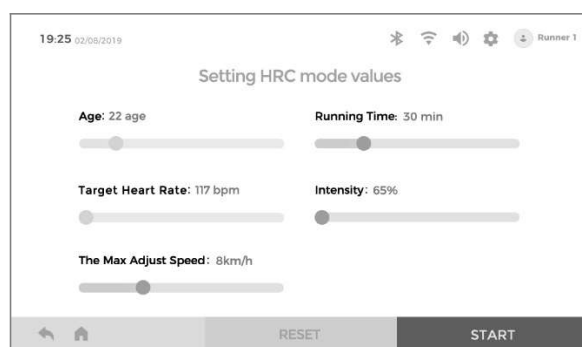 19:25 02/08/2019
Runner 1
Setting HRC mode values
Age: 22 age
Running Time: 30 min
Target Heart Rate: 117 bpm
Intensity: 65%
The Max Adjust Speed: 8km/h
RESET
START